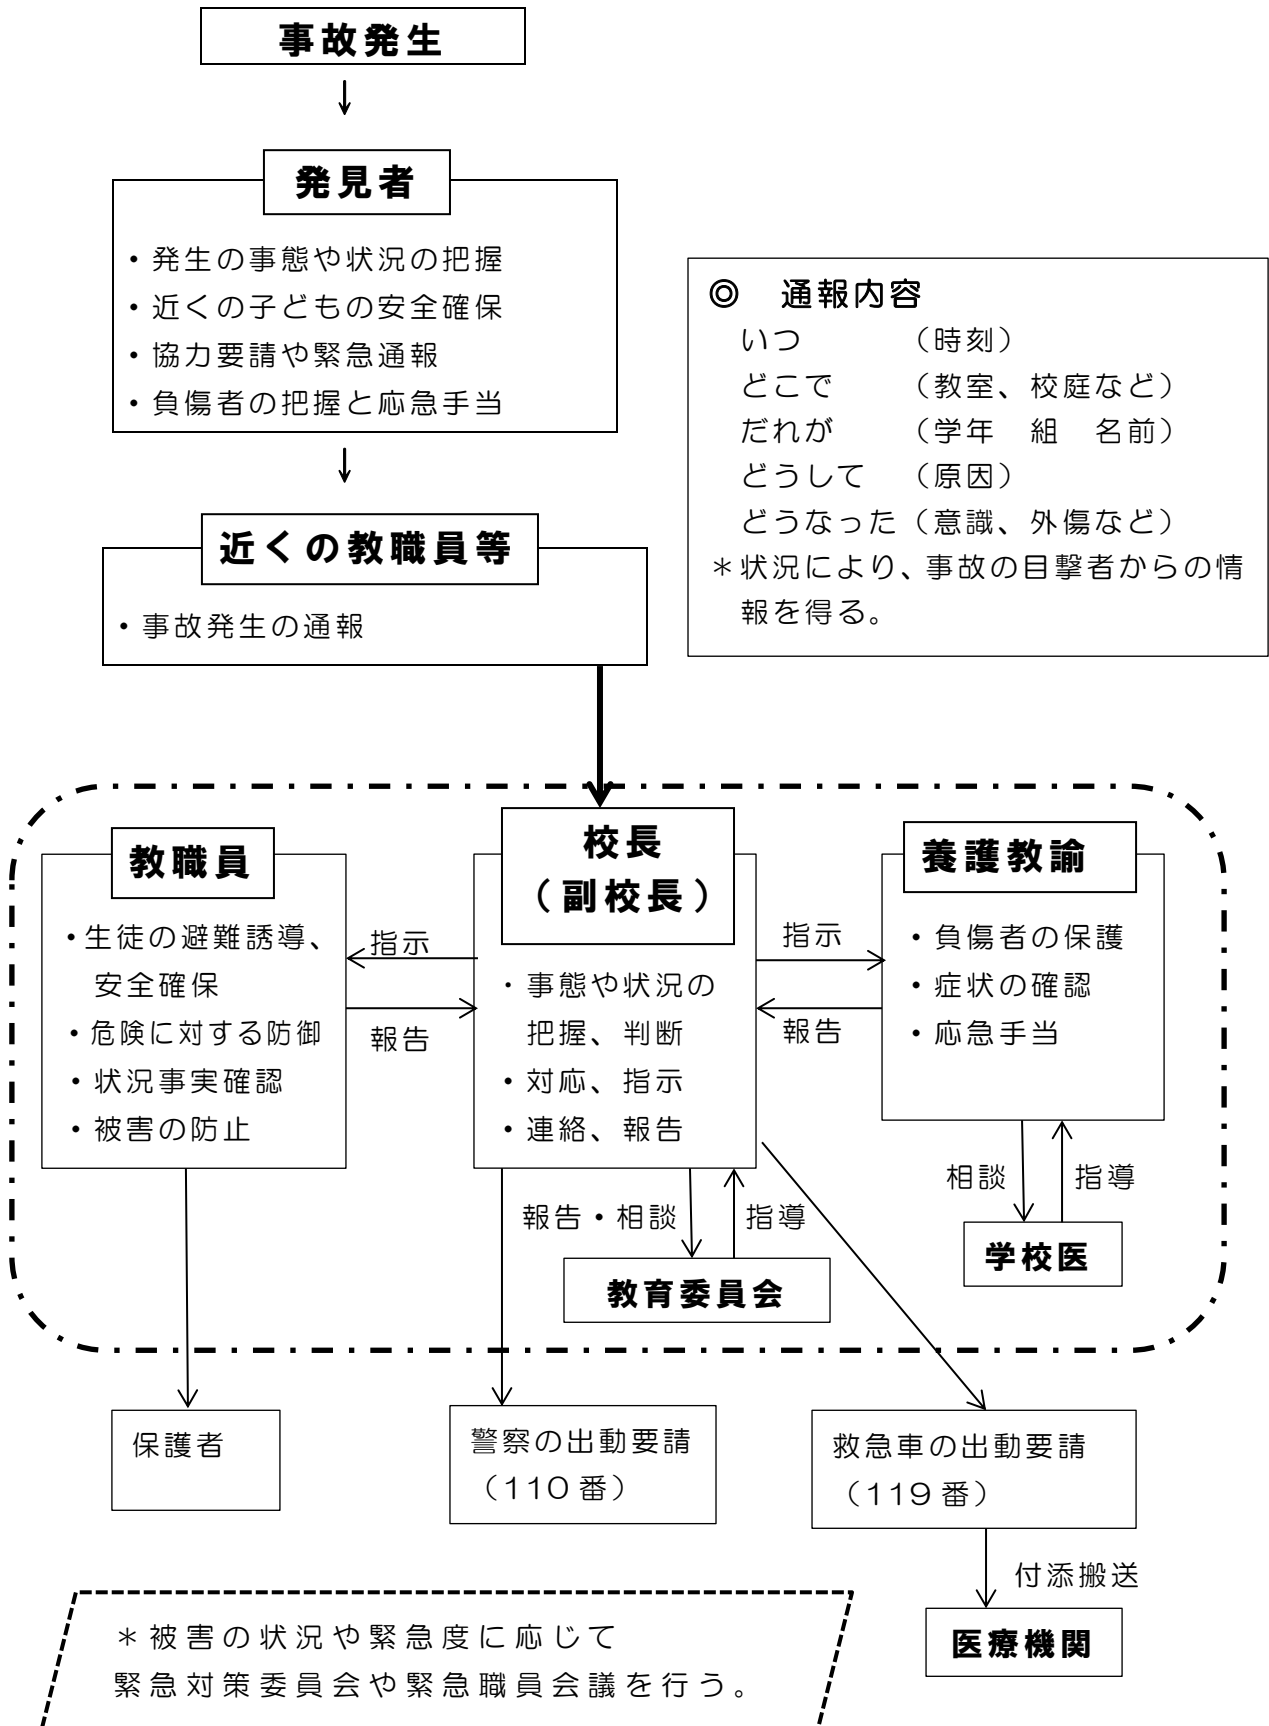 事故発生
発見者
・発生の事態や状況の把握
・近くの子どもの安全確保
・協力要請や緊急通報
・負傷者の把握と応急手当
◎　通報内容
いつ　　　（時刻）
どこで　　（教室、校庭など）
だれが　　（学年　組　名前）
どうして　（原因）
どうなった（意識、外傷など）
＊状況により、事故の目撃者からの情
報を得る。
近くの教職員等
・事故発生の通報
教職員
・生徒の避難誘導、
安全確保
・危険に対する防御
・状況事実確認
・被害の防止
指示
報告
校長
（副校長）
・事態や状況の
把握、判断
・対応、指示
・連絡、報告
指示
報告
養護教諭
・負傷者の保護
・症状の確認
・応急手当
相談
指導
学校医
報告・相談
指導
教育委員会
保護者
警察の出動要請
（110番）
救急車の出動要請
（119番）
付添搬送
医療機関
＊被害の状況や緊急度に応じて
緊急対策委員会や緊急職員会議を行う。